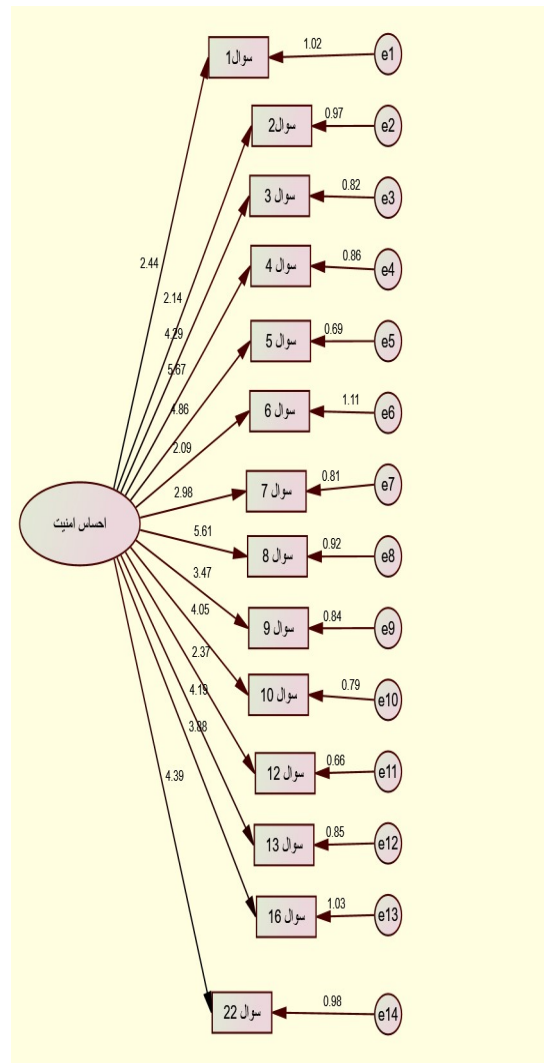 سوال1
1.02
e1
سوال2
0.97
e2
سوال 3
0.82
e3
سوال 4
0.86
e4
سوال 5
0.69
e5
سوال 6
1.11
e6
سوال 7
0.81
e7
سوال 8
0.92
e8
سوال 9
0.84
e9
سوال 10
0.79
e10
سوال 12
0.66
e11
سوال 13
0.85
e12
سوال 16
1.03
e13
سوال 22
0.98
e14
2.44
2.14
4.29
5.67
4.86
2.09
2.98
5.61
3.47
4.05
2.37
4.19
3.88
4.39
احساس امنیت